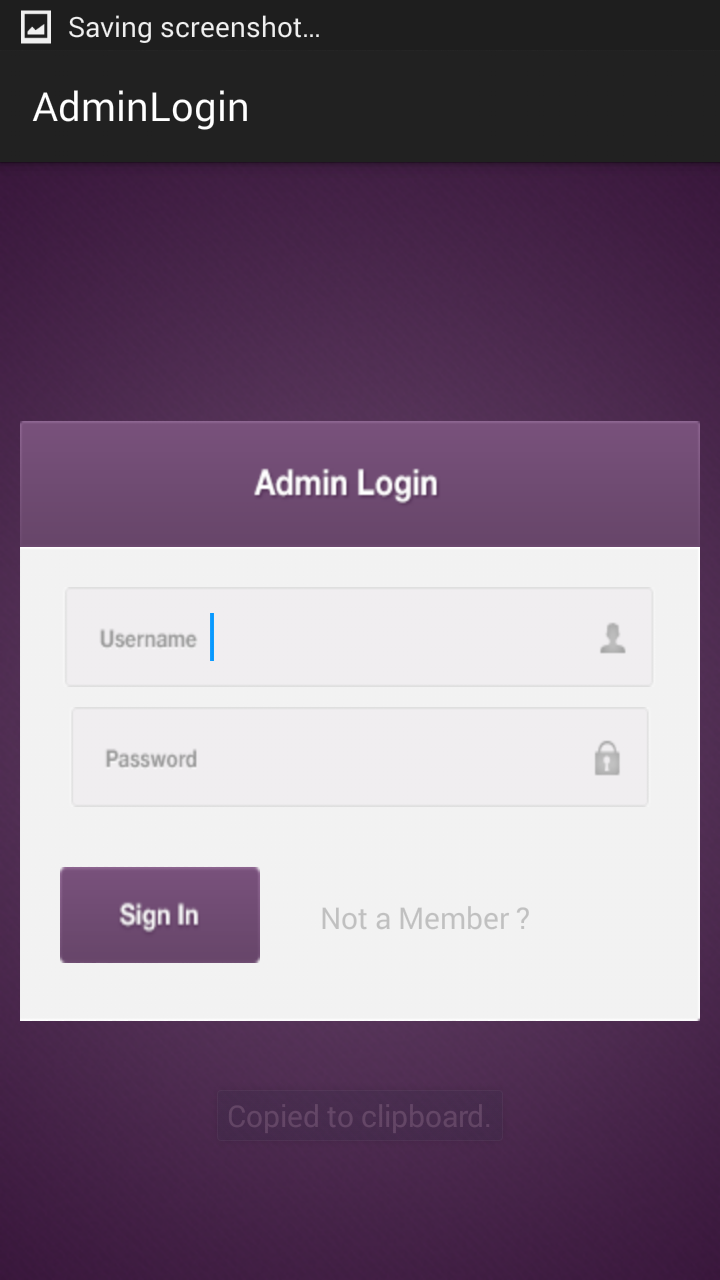 Saving screenshot...
AdminLogin
Admin Login
Username
Password
Sign In
Not a Member ?
Copied to clipboard.